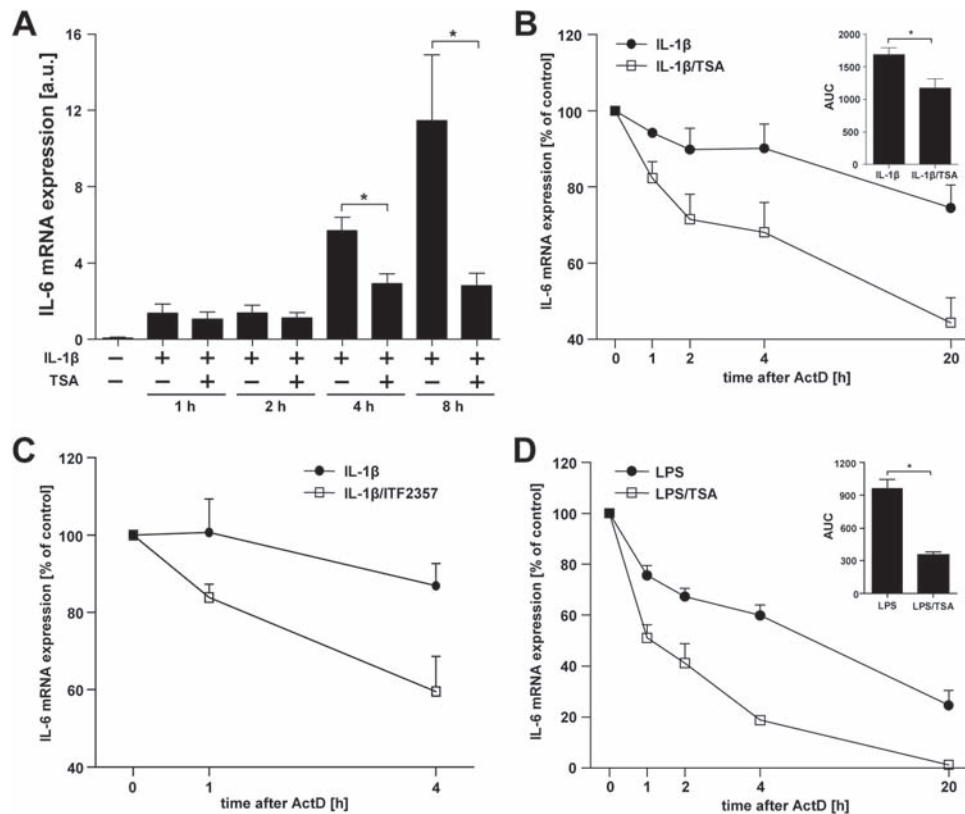 A
IL-6 mRNA expression [a.u.]
16
12
8
4
0
*
*
IL-1β − + + + + + + + +
TSA − − + − + − + − +
1 h 2 h 4 h 8 h
B
IL-6 mRNA expression [% of control]
120
100
80
60
40
IL-1β
IL-1β/TSA
0 1 2 4 20
time after ActD [h]
AUC
2000
1500
1000
500
0
*
IL-1β IL-1β/TSA
C
IL-6 mRNA expression [% of control]
120
100
80
60
40
IL-1β
IL-1β/ITF2357
0 1 4
time after ActD [h]
D
IL-6 mRNA expression [% of control]
120
100
80
60
40
20
0
LPS
LPS/TSA
0 1 2 4 20
time after ActD [h]
AUC
1200
900
600
300
0
*
LPS LPS/TSA